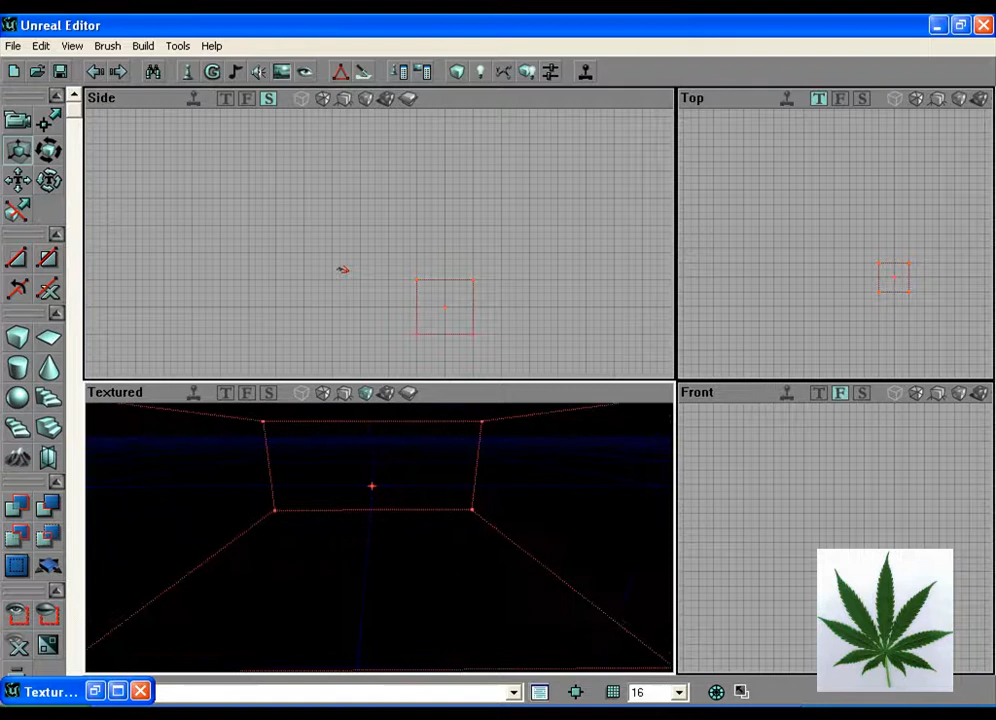 Unreal Editor
File Edit View Brush Build Tools Help
Side T F S
Top T F S
Textured T F S
Front T F S
Textur...
16